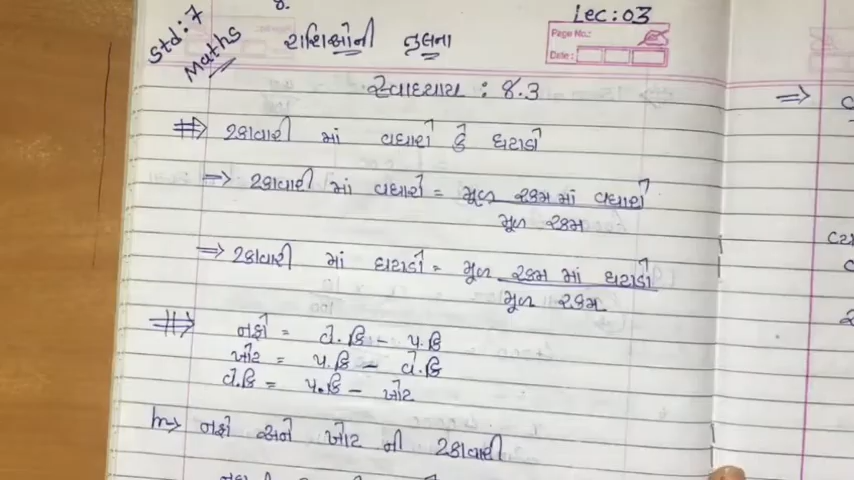 8.
Lec: 03
Std: 7
Maths
રાશિઓની તુલના
Page No.:
Date:
સ્વાધ્યાય : 8.3
ટકાવારી માં વધારો કે ઘટાડો
⇒ ટકાવારી માં વધારો = મૂળ રકમ માં વધારો
મૂળ રકમ
⇒ ટકાવારી માં ઘટાડો = મૂળ રકમ માં ઘટાડો
મૂળ રકમ
નફો = વે.કિં - પ.કિં
ખોટ = પ.કિં - વે.કિં
વે.કિં = પ.કિં - ખોટ
નફો અને ખોટ ની ટકાવારી